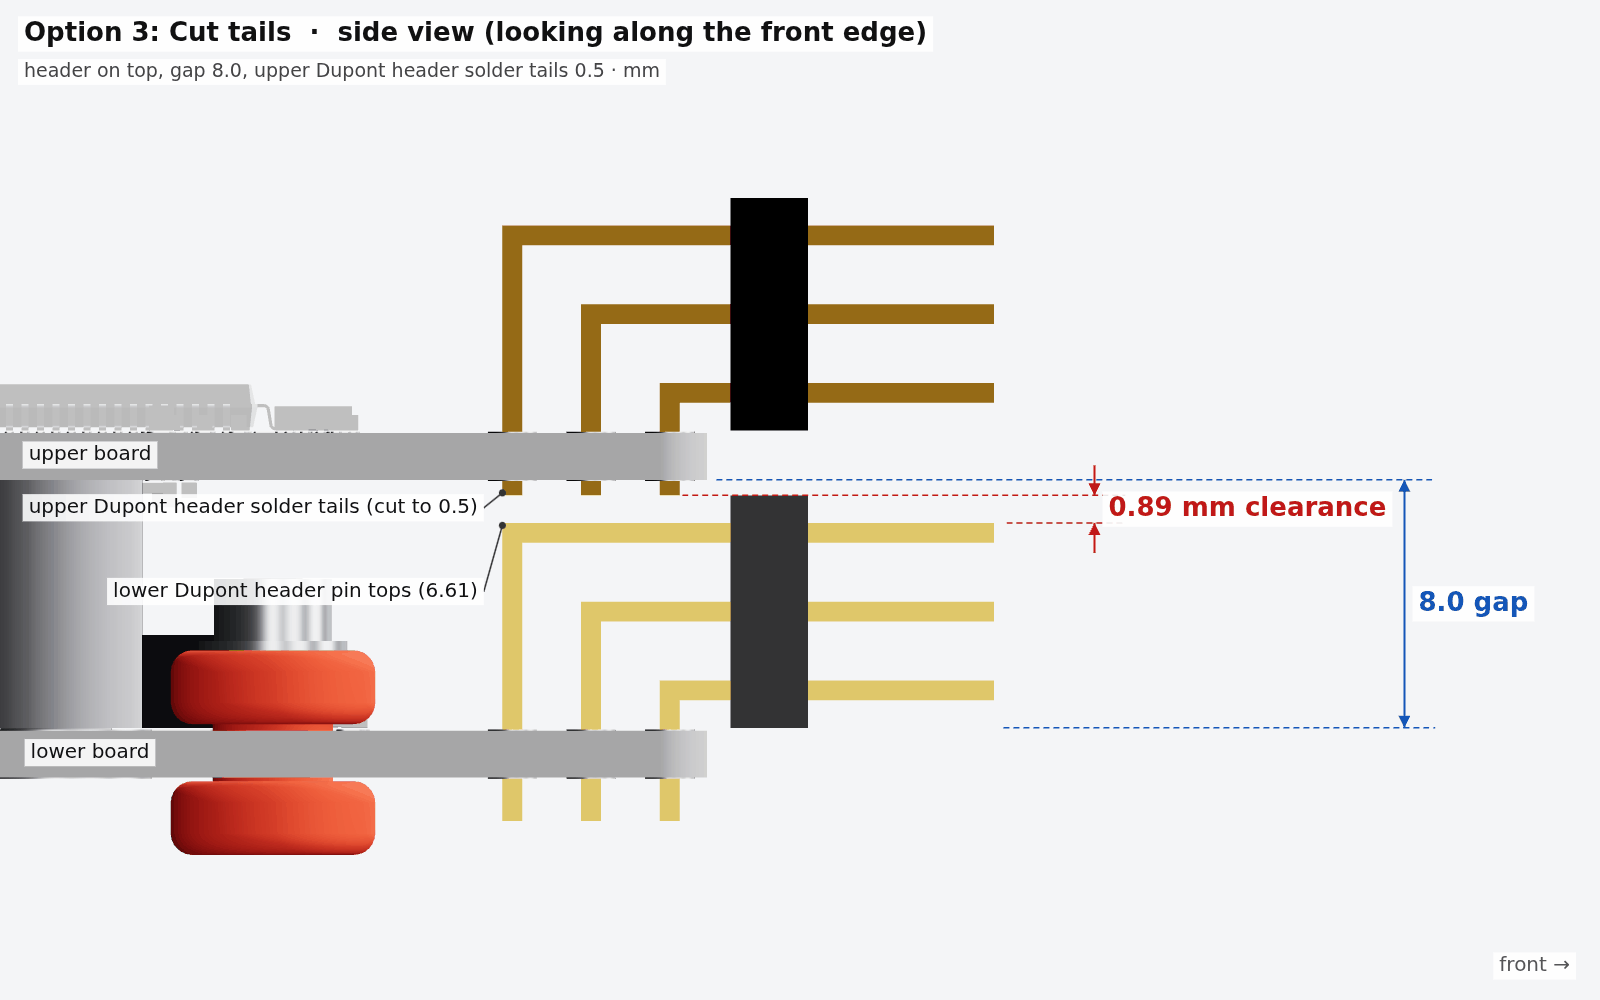 Option 3: Cut tails · side view (looking along the front edge)
header on top, gap 8.0, upper Dupont header solder tails 0.5 · mm
upper board
upper Dupont header solder tails (cut to 0.5)
0.89 mm clearance
lower Dupont header pin tops (6.61)
8.0 gap
lower board
front →